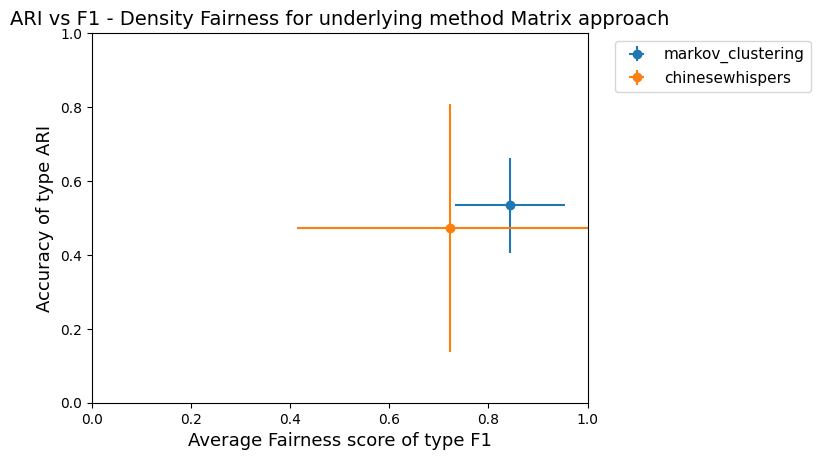 ARI vs F1 - Density Fairness for underlying method Matrix approach
markov_clustering
chinesewhispers
Accuracy of type ARI
1.0
0.8
0.6
0.4
0.2
0.0
0.0 0.2 0.4 0.6 0.8 1.0
Average Fairness score of type F1